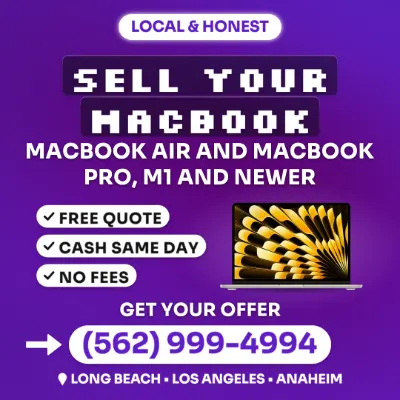 LOCAL & HONEST
SELL YOUR
MACBOOK
MACBOOK AIR AND MACBOOK
PRO, M1 AND NEWER
FREE QUOTE
CASH SAME DAY
NO FEES
GET YOUR OFFER
(562) 999-4994
LONG BEACH • LOS ANGELES • ANAHEIM